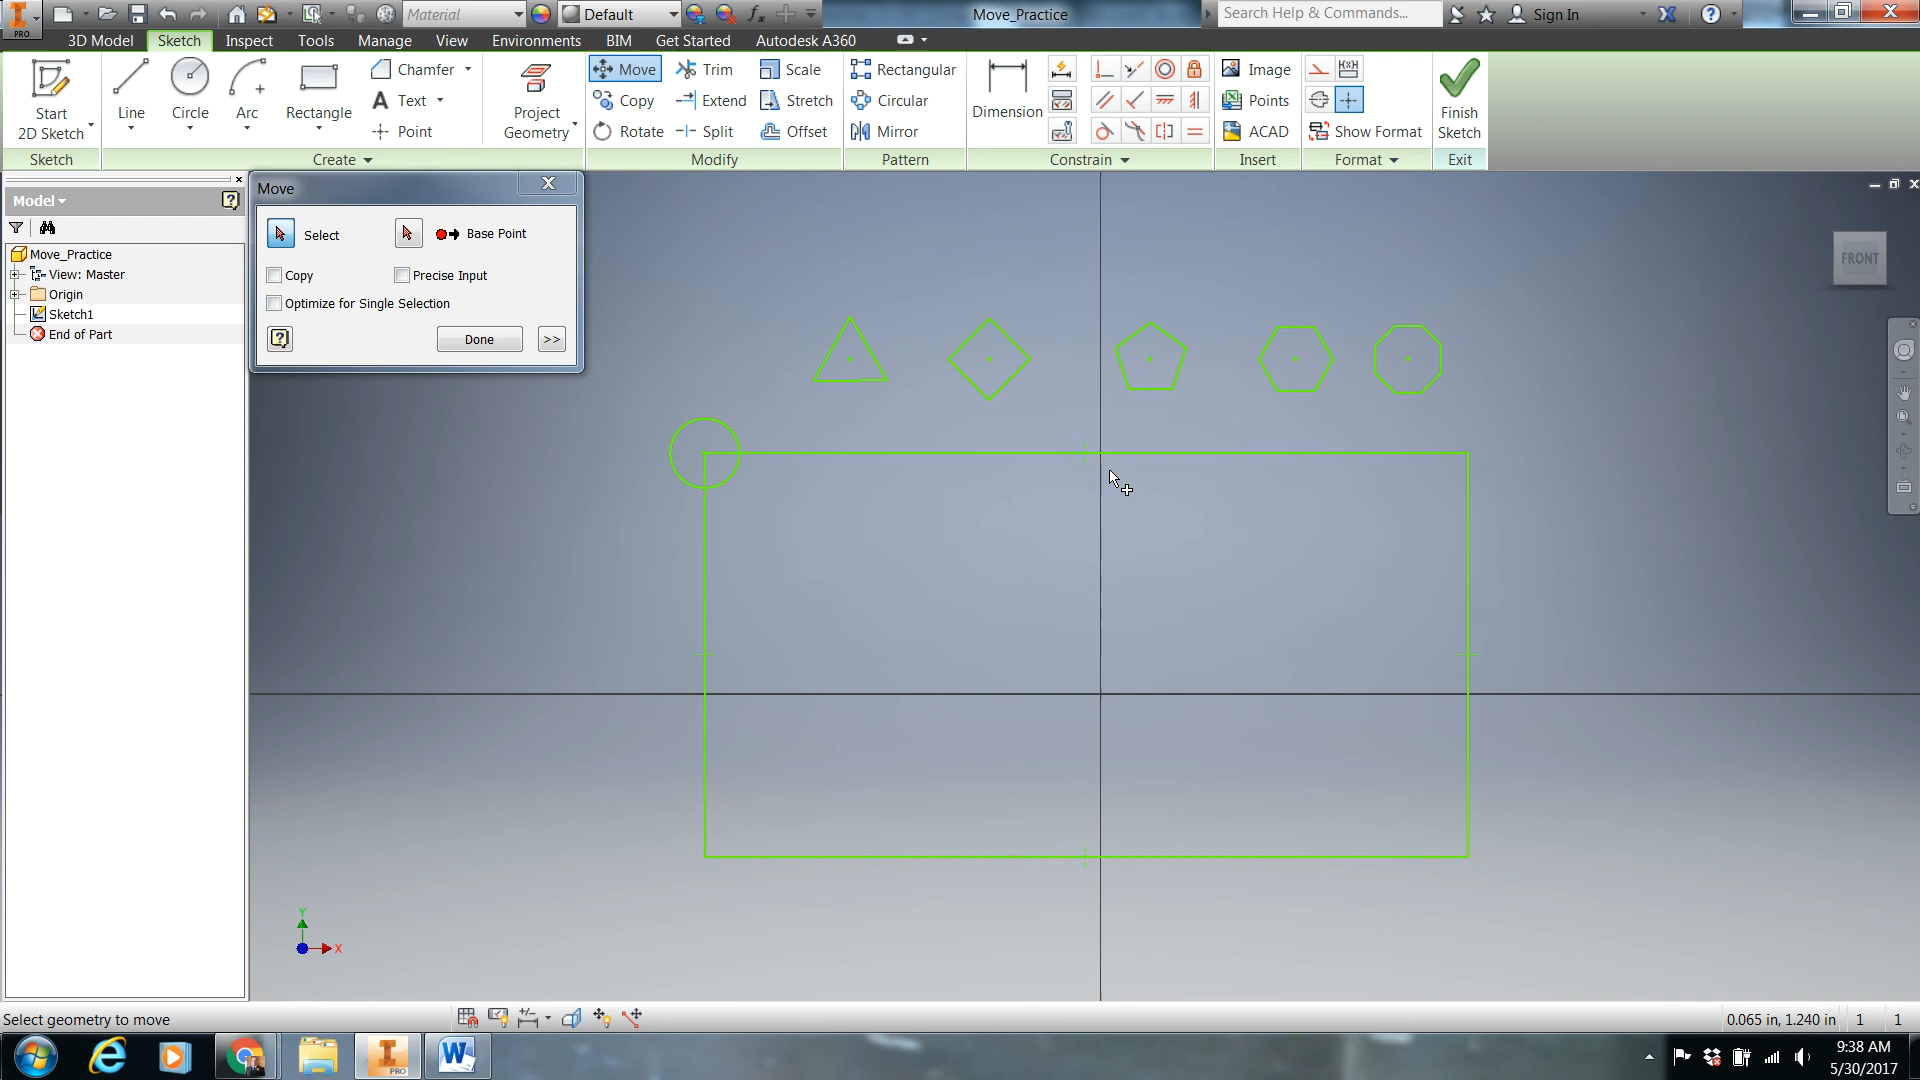 Material
Default
fx
Move_Practice
Search Help & Commands...
Sign In
PRO
3D Model
Sketch
Inspect
Tools
Manage
View
Environments
BIM
Get Started
Autodesk A360
Start
2D Sketch
Line
Circle
Arc
Rectangle
Chamfer
Text
Point
Project
Geometry
Move
Copy
Rotate
Trim
Extend
Split
Scale
Stretch
Offset
Rectangular
Circular
Mirror
Dimension
Image
Points
ACAD
Show Format
Finish
Sketch
Sketch
Create
Modify
Pattern
Constrain
Insert
Format
Exit
Model
Move_Practice
View: Master
Origin
Sketch1
End of Part
Move
Select
Base Point
Copy
Precise Input
Optimize for Single Selection
Done
>>
FRONT
Y
X
Select geometry to move
0.065 in, 1.240 in
1
1
PRO
9:38 AM
5/30/2017